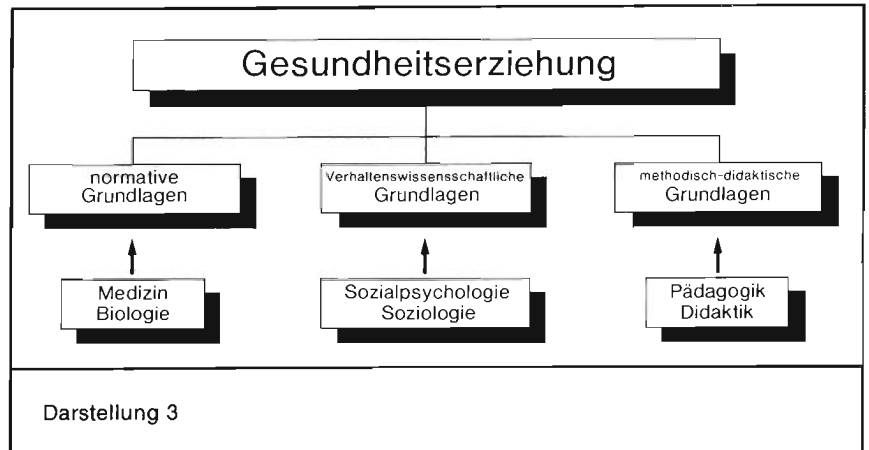 Gesundheitserziehung
normative
Grundlagen
Verhaltenswissensschaftliche
Grundlagen
methodisch-didaktische
Grundlagen
Medizin
Biologie
Sozialpsychologie
Soziologie
Pädagogik
Didaktik
Darstellung 3